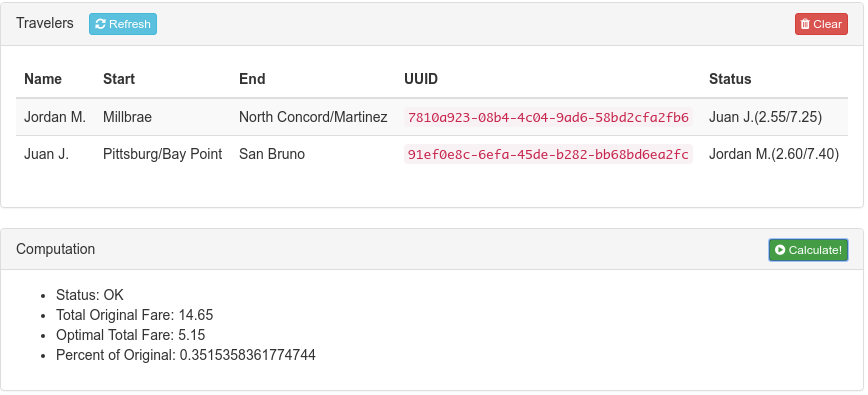 Travelers Refresh Clear
Name Start End UUID Status
Jordan M. Millbrae North Concord/Martinez 7810a923-08b4-4c04-9ad6-58bd2cfa2fb6 Juan J.(2.55/7.25)
Juan J. Pittsburg/Bay Point San Bruno 91ef0e8c-6efa-45de-b282-bb68bd6ea2fc Jordan M.(2.60/7.40)
Computation Calculate!
Status: OK
Total Original Fare: 14.65
Optimal Total Fare: 5.15
Percent of Original: 0.3515358361774744